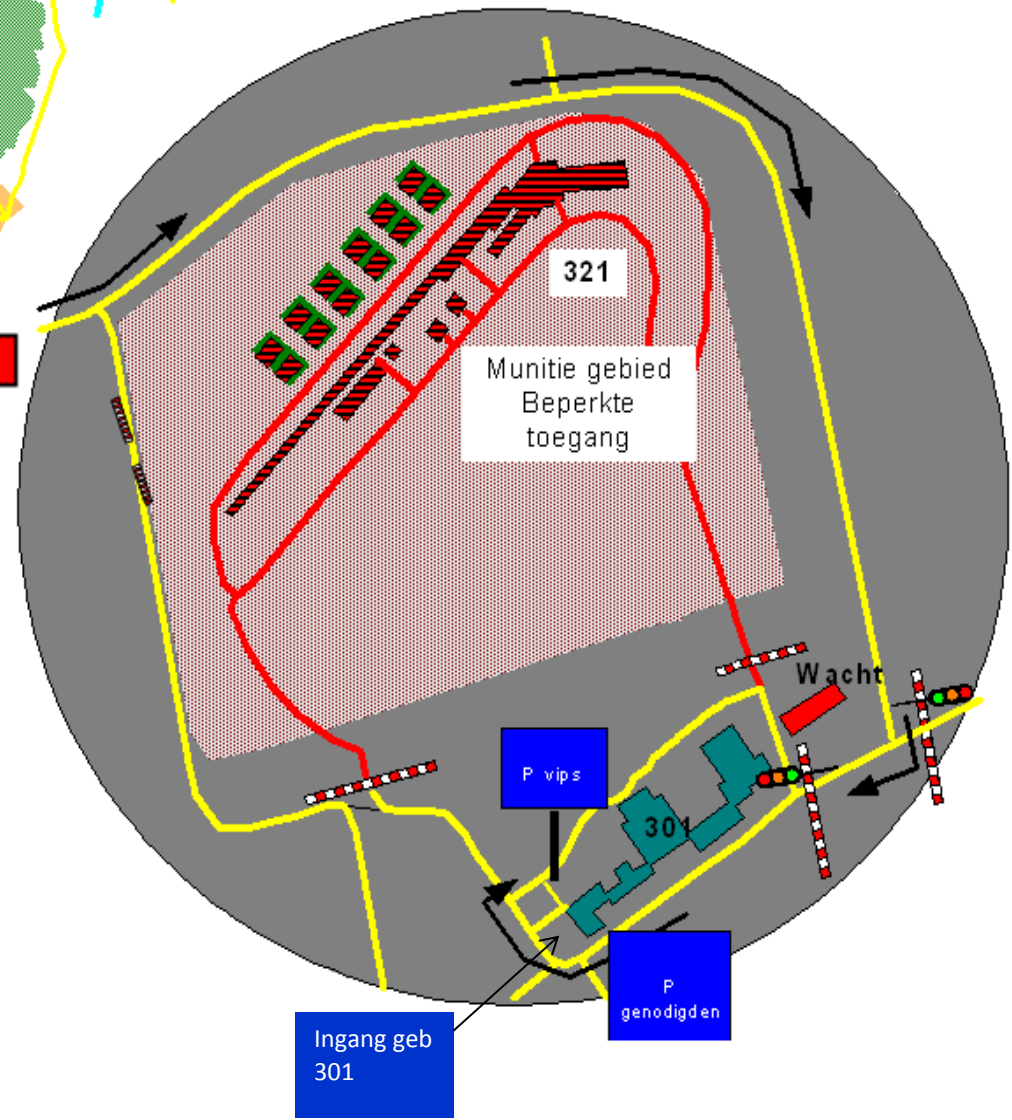 321
Munitie gebied
Beperkte
toegang
Wacht
P vips
301
P
genodigden
Ingang geb
301